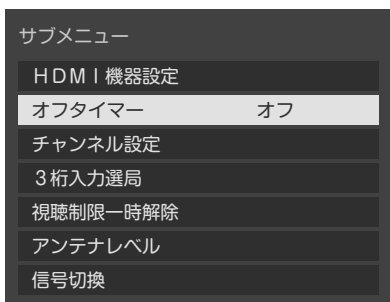 サブメニュー
ＨＤＭＩ機器設定
オフタイマー　　オフ
チャンネル設定
３桁入力選局
視聴制限一時解除
アンテナレベル
信号切換